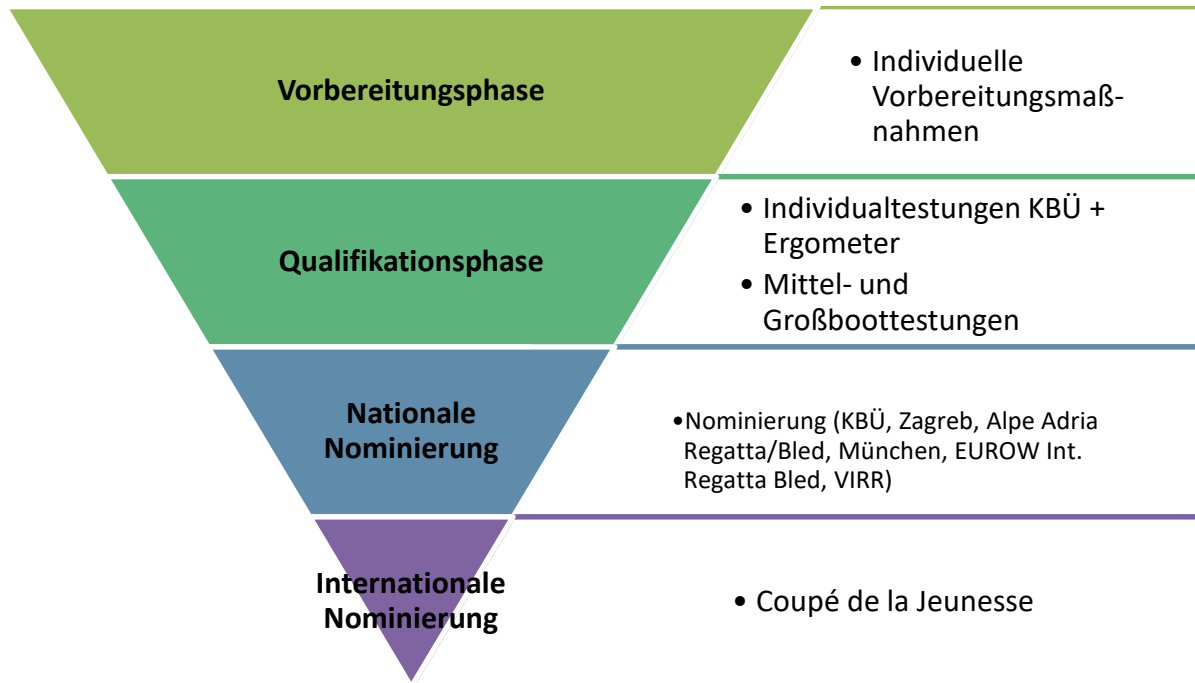 Vorbereitungsphase
• Individuelle
Vorbereitungsmaß-
nahmen
Qualifikationsphase
• Individualtestungen KBÜ +
Ergometer
• Mittel- und
Großboottestungen
Nationale
Nominierung
•Nominierung (KBÜ, Zagreb, Alpe Adria
Regatta/Bled, München, EUROW Int.
Regatta Bled, VIRR)
Internationale
Nominierung
• Coupé de la Jeunesse